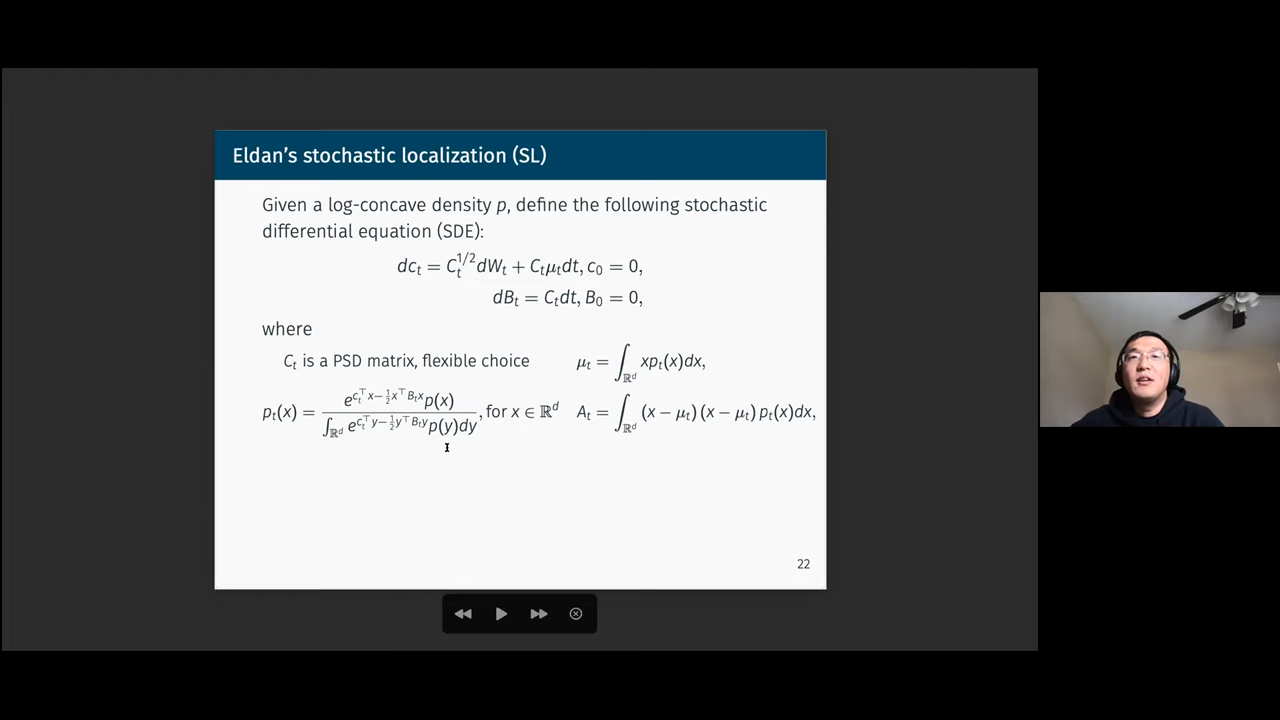 Eldan's stochastic localization (SL)
Given a log-concave density p, define the following stochastic
differential equation (SDE):
dc_t = C_t^{1/2} dW_t + C_t μ_t dt, c_0 = 0,
dB_t = C_t dt, B_0 = 0,
where
C_t is a PSD matrix, flexible choice μ_t = ∫_{ℝ^d} x p_t(x)dx,
p_t(x) = \frac{e^{c_t^⊤ x − \frac{1}{2} x^⊤ B_t x} p(x)}{∫_{ℝ^d} e^{c_t^⊤ y − \frac{1}{2} y^⊤ B_t y} p(y)dy}, for x ∈ ℝ^d A_t = ∫_{ℝ^d} (x − μ_t) (x − μ_t) p_t(x)dx,
22